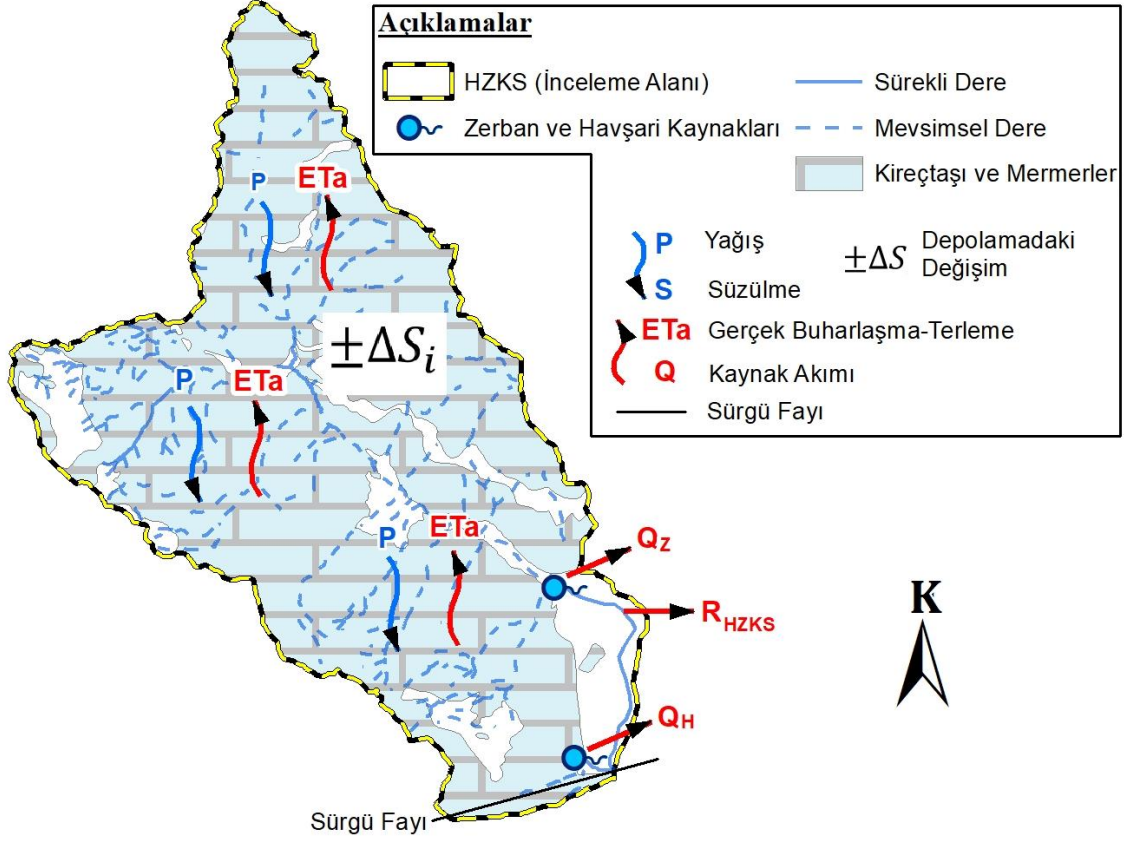 Açıklamalar
HZKS (İnceleme Alanı)
Sürekli Dere
Zerban ve Havşari Kaynakları
Mevsimsel Dere
Kireçtaşı ve Mermerler
P Yağış
±ΔS Depolamadaki
Değişim
S Süzülme
ETa Gerçek Buharlaşma-Terleme
Q Kaynak Akımı
Sürgü Fayı
P ETa
±ΔSi
P ETa
P ETa
QZ
RHZKS
K
QH
Sürgü Fayı